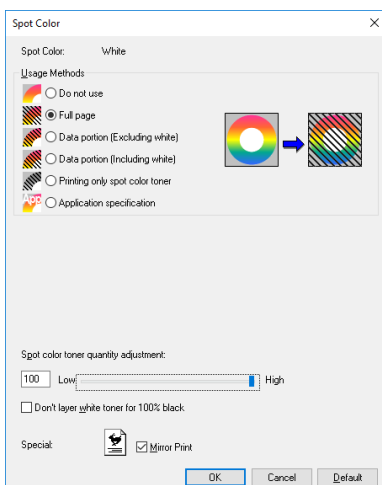 Spot Color
Spot Color: White
Usage Methods
Do not use
Full page
Data portion (Excluding white)
Data portion (Including white)
Printing only spot color toner
App Application specification
Spot color toner quantity adjustment:
100 Low High
Don't layer white toner for 100% black
Special: Mirror Print
OK Cancel Default